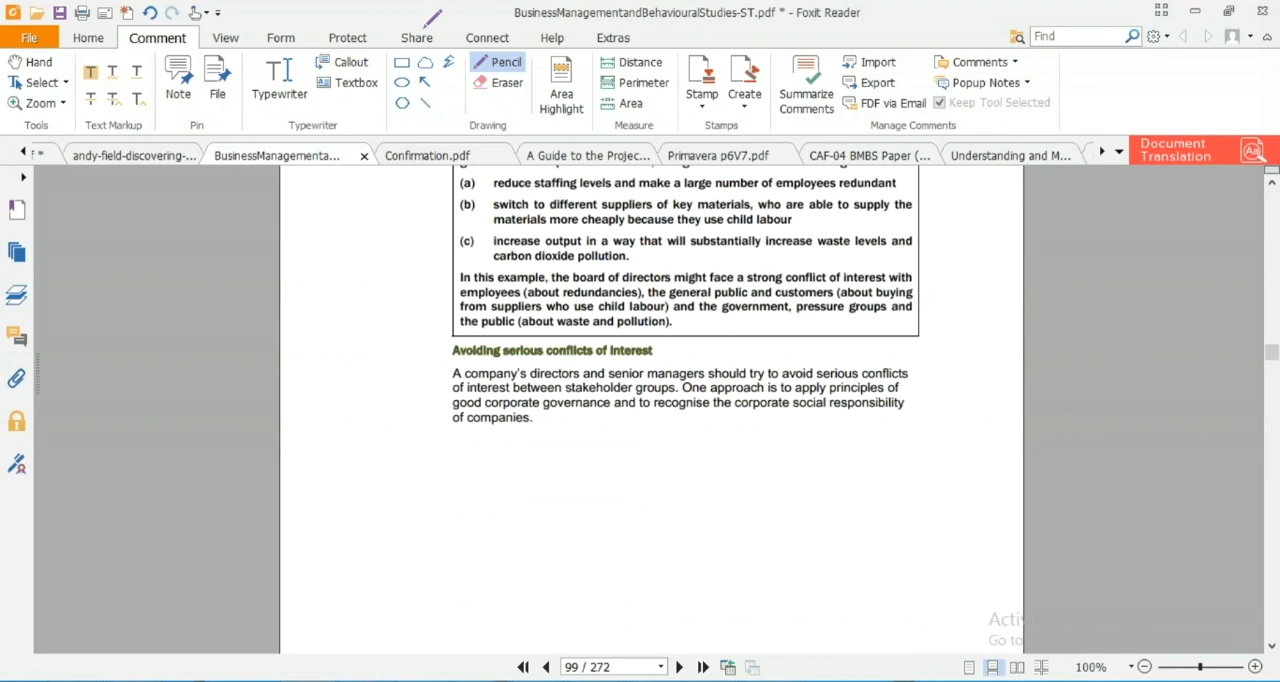 BusinessManagementandBehaviouralStudies-ST.pdf * - Foxit Reader
File Home Comment View Form Protect Share Connect Help Extras
Find
Hand
Select
Zoom
Tools
Text Markup
Note
File
Pin
Typewriter
Callout
Textbox
Typewriter
Pencil
Eraser
Drawing
Area
Highlight
Distance
Perimeter
Area
Measure
Stamp
Create
Stamps
Summarize
Comments
Import
Export
FDF via Email
Comments
Popup Notes
Keep Tool Selected
Manage Comments
andy-field-discovering-... BusinessManagementa... Confirmation.pdf A Guide to the Projec... Primavera p6V7.pdf CAF-04 BMBS Paper (... Understanding and M...
Document
Translation
(a) reduce staffing levels and make a large number of employees redundant
(b) switch to different suppliers of key materials, who are able to supply the
materials more cheaply because they use child labour
(c) increase output in a way that will substantially increase waste levels and
carbon dioxide pollution.
In this example, the board of directors might face a strong conflict of interest with
employees (about redundancies), the general public and customers (about buying
from suppliers who use child labour) and the government, pressure groups and
the public (about waste and pollution).
Avoiding serious conflicts of interest
A company's directors and senior managers should try to avoid serious conflicts
of interest between stakeholder groups. One approach is to apply principles of
good corporate governance and to recognise the corporate social responsibility
of companies.
Acti
Go to
99 / 272
100%